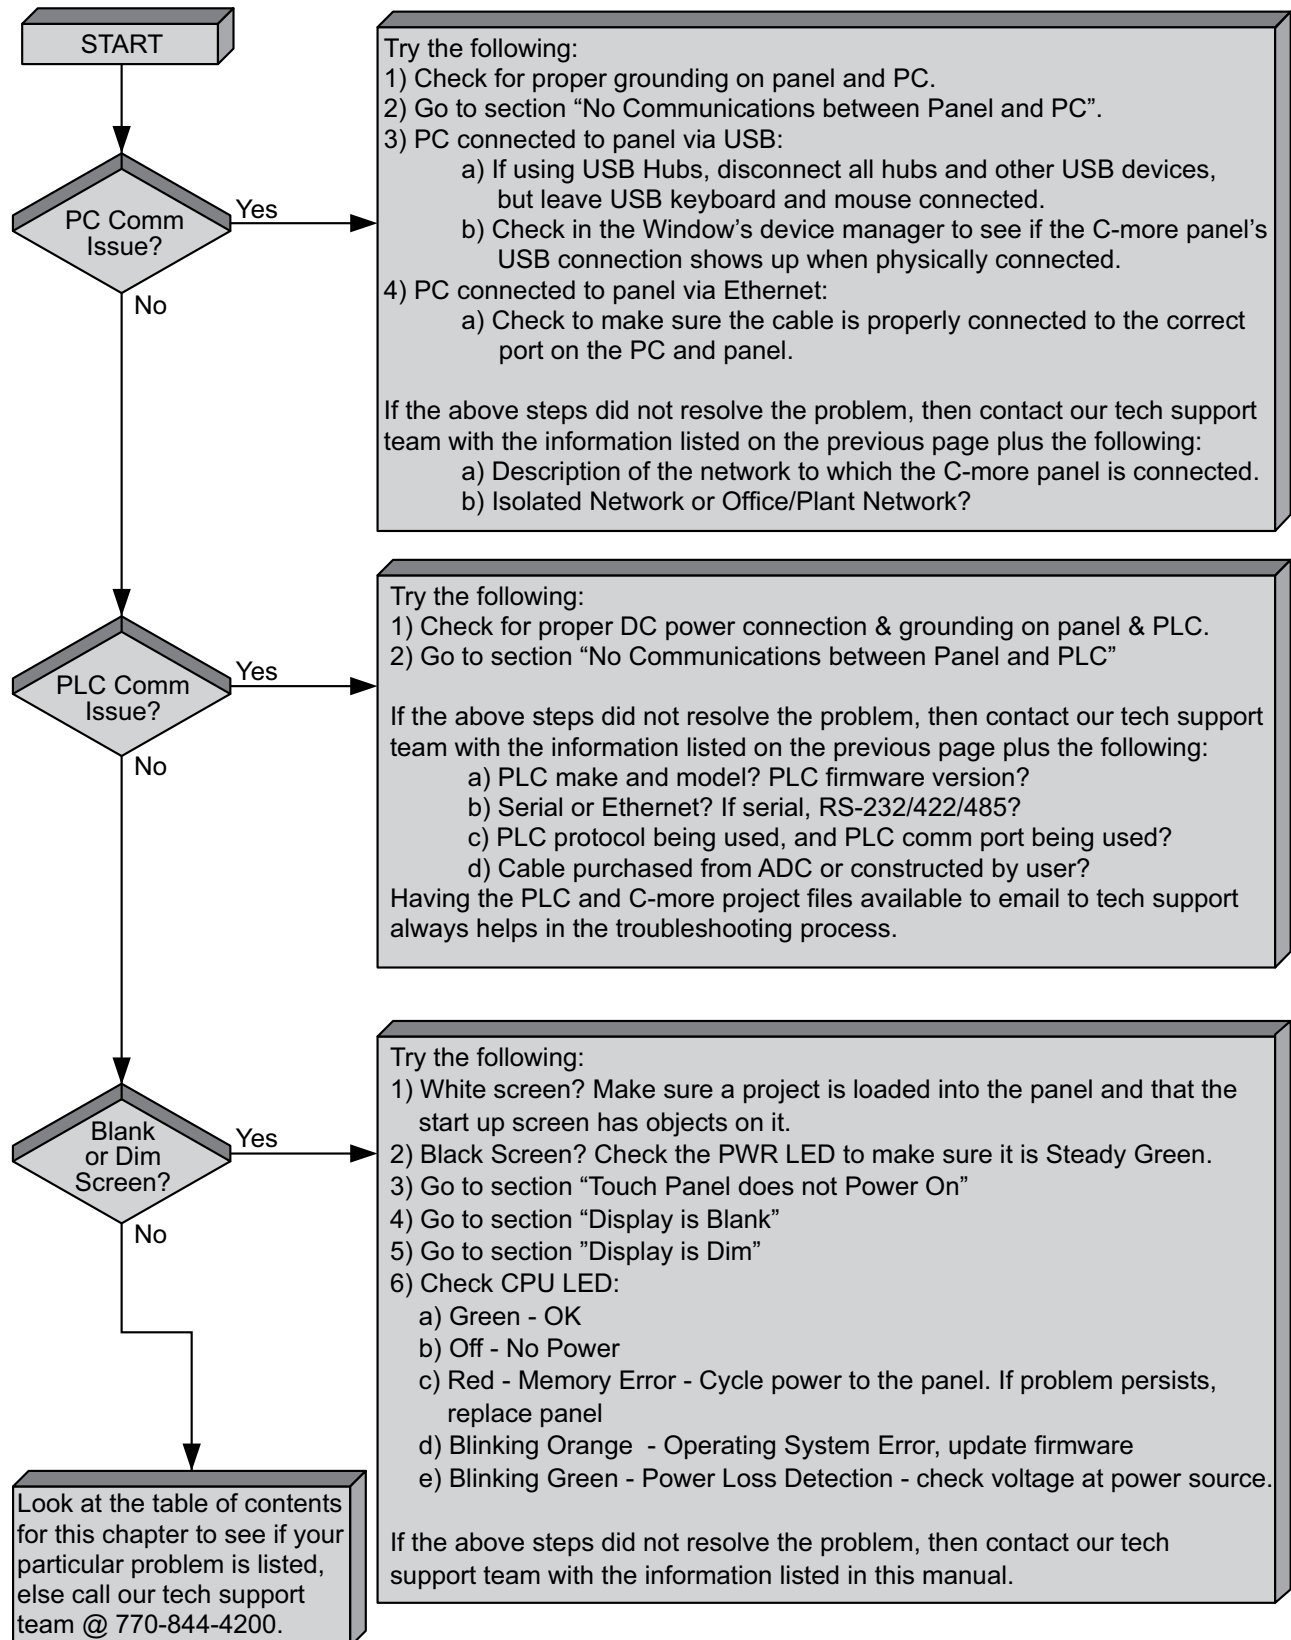 START
PC Comm
Issue?
Yes
No
Try the following:
1) Check for proper grounding on panel and PC.
2) Go to section “No Communications between Panel and PC”.
3) PC connected to panel via USB:
a) If using USB Hubs, disconnect all hubs and other USB devices,
but leave USB keyboard and mouse connected.
b) Check in the Window’s device manager to see if the C-more panel’s
USB connection shows up when physically connected.
4) PC connected to panel via Ethernet:
a) Check to make sure the cable is properly connected to the correct
port on the PC and panel.
If the above steps did not resolve the problem, then contact our tech support
team with the information listed on the previous page plus the following:
a) Description of the network to which the C-more panel is connected.
b) Isolated Network or Office/Plant Network?
PLC Comm
Issue?
Yes
No
Try the following:
1) Check for proper DC power connection & grounding on panel & PLC.
2) Go to section “No Communications between Panel and PLC”
If the above steps did not resolve the problem, then contact our tech support
team with the information listed on the previous page plus the following:
a) PLC make and model? PLC firmware version?
b) Serial or Ethernet? If serial, RS-232/422/485?
c) PLC protocol being used, and PLC comm port being used?
d) Cable purchased from ADC or constructed by user?
Having the PLC and C-more project files available to email to tech support
always helps in the troubleshooting process.
Blank
or Dim
Screen?
Yes
No
Try the following:
1) White screen? Make sure a project is loaded into the panel and that the
start up screen has objects on it.
2) Black Screen? Check the PWR LED to make sure it is Steady Green.
3) Go to section “Touch Panel does not Power On”
4) Go to section “Display is Blank”
5) Go to section ”Display is Dim”
6) Check CPU LED:
a) Green - OK
b) Off - No Power
c) Red - Memory Error - Cycle power to the panel. If problem persists,
replace panel
d) Blinking Orange  - Operating System Error, update firmware
e) Blinking Green - Power Loss Detection - check voltage at power source.
If the above steps did not resolve the problem, then contact our tech
support team with the information listed in this manual.
Look at the table of contents
for this chapter to see if your
particular problem is listed,
else call our tech support
team @ 770-844-4200.